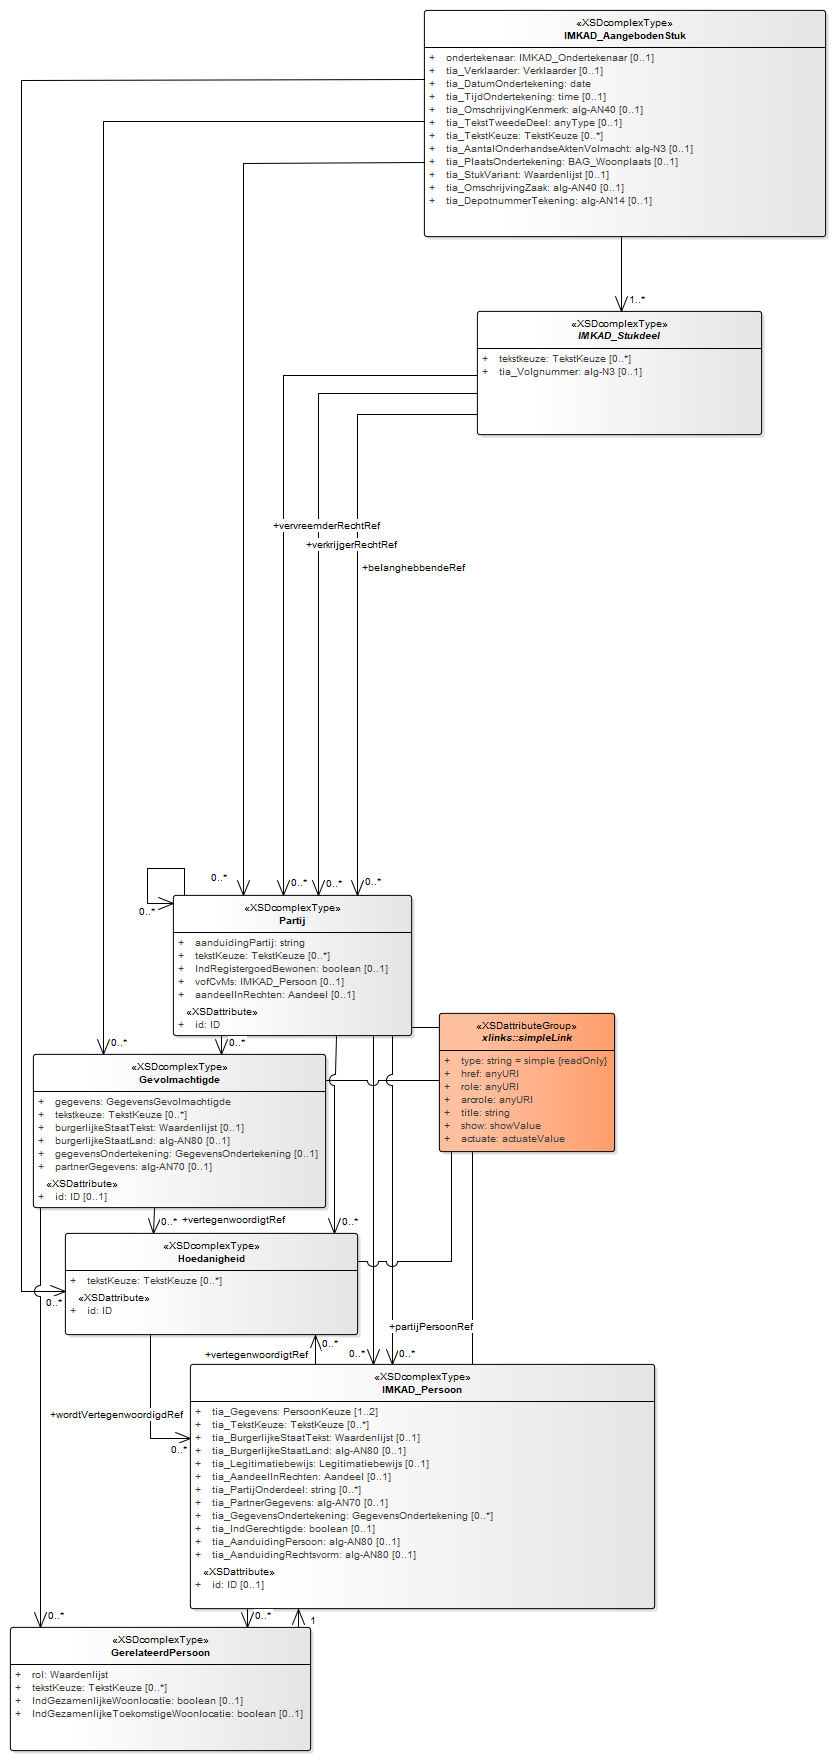 «XSDcomplexType»
IMKAD_AangebodenStuk
+ ondertekenaar: IMKAD_Ondertekenaar [0..1]
+ tia_Verklaarder: Verklaarder [0..1]
+ tia_DatumOndertekening: date
+ tia_TijdOndertekening: time [0..1]
+ tia_OmschrijvingKenmerk: alg-AN40 [0..1]
+ tia_TekstTweedeDeel: anyType [0..1]
+ tia_TekstKeuze: TekstKeuze [0..*]
+ tia_AantalOnderhandseAktenVolmacht: alg-N3 [0..1]
+ tia_PlaatsOndertekening: BAG_Woonplaats [0..1]
+ tia_StukVariant: Waardenlijst [0..1]
+ tia_OmschrijvingZaak: alg-AN40 [0..1]
+ tia_DepotnummerTekening: alg-AN14 [0..1]
1..*
«XSDcomplexType»
IMKAD_Stukdeel
+ tekstkeuze: TekstKeuze [0..*]
+ tia_Volgnummer: alg-N3 [0..1]
+vervreemderRechtRef
+verkrijgerRechtRef
+belanghebbendeRef
0..*
0..*
0..*
0..*
0..*
«XSDcomplexType»
Partij
+ aanduidingPartij: string
+ tekstKeuze: TekstKeuze [0..*]
+ IndRegistergoedBewonen: boolean [0..1]
+ vofCvMs: IMKAD_Persoon [0..1]
+ aandeelInRechten: Aandeel [0..1]
«XSDattribute»
+ id: ID
«XSDattributeGroup»
xlinks::simpleLink
+ type: string = simple {readOnly}
+ href: anyURI
+ role: anyURI
+ arcrole: anyURI
+ title: string
+ show: showValue
+ actuate: actuateValue
0..*
0..*
«XSDcomplexType»
Gevolmachtigde
+ gegevens: GegevensGevolmachtigde
+ tekstkeuze: TekstKeuze [0..*]
+ burgerlijkeStaatTekst: Waardenlijst [0..1]
+ burgerlijkeStaatLand: alg-AN80 [0..1]
+ gegevensOndertekening: GegevensOndertekening [0..1]
+ partnerGegevens: alg-AN70 [0..1]
«XSDattribute»
+ id: ID [0..1]
0..* +vertegenwoordigtRef
0..*
«XSDcomplexType»
Hoedanigheid
+ tekstKeuze: TekstKeuze [0..*]
«XSDattribute»
+ id: ID
0..*
+partijPersoonRef
0..*
+vertegenwoordigtRef
0..*
0..*
+wordtVertegenwoordigdRef
0..*
«XSDcomplexType»
IMKAD_Persoon
+ tia_Gegevens: PersoonKeuze [1..2]
+ tia_TekstKeuze: TekstKeuze [0..*]
+ tia_BurgerlijkeStaatTekst: Waardenlijst [0..1]
+ tia_BurgerlijkeStaatLand: alg-AN80 [0..1]
+ tia_Legitimatiebewijs: Legitimatiebewijs [0..1]
+ tia_AandeelInRechten: Aandeel [0..1]
+ tia_PartijOnderdeel: string [0..*]
+ tia_PartnerGegevens: alg-AN70 [0..1]
+ tia_GegevensOndertekening: GegevensOndertekening [0..*]
+ tia_IndGerechtigde: boolean [0..1]
+ tia_AanduidingPersoon: alg-AN80 [0..1]
+ tia_AanduidingRechtsvorm: alg-AN80 [0..1]
«XSDattribute»
+ id: ID [0..1]
0..*
0..*
1
«XSDcomplexType»
GerelateerdPersoon
+ rol: Waardenlijst
+ tekstKeuze: TekstKeuze [0..*]
+ IndGezamenlijkeWoonlocatie: boolean [0..1]
+ IndGezamenlijkeToekomstigeWoonlocatie: boolean [0..1]